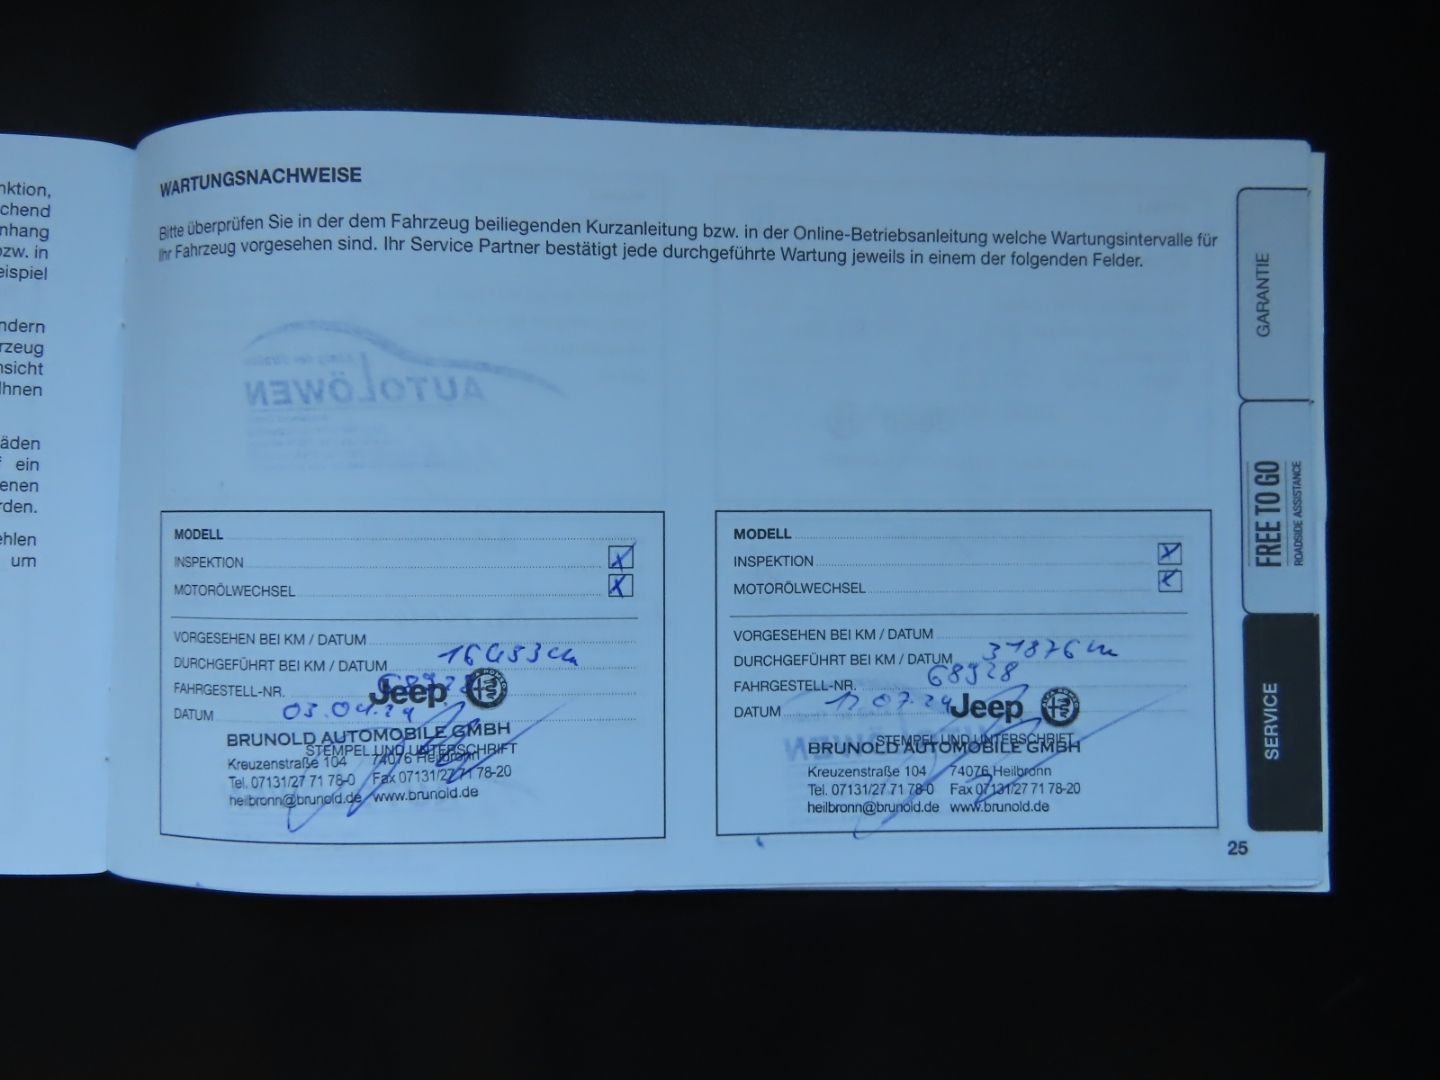 nktion,
chend
nhang
ozw. in
eispiel
ndern
rzeug
nsicht
Ihnen
äden
ein
enen
rden.
ehlen
um
WARTUNGSNACHWEISE
Bitte überprüfen Sie in der dem Fahrzeug beiliegenden Kurzanleitung bzw. in der Online-Betriebsanleitung welche Wartungsintervalle für
Ihr Fahrzeug vorgesehen sind. Ihr Service Partner bestätigt jede durchgeführte Wartung jeweils in einem der folgenden Felder.
AUTOLÖWEN
MODELL
INSPEKTION X
MOTORÖLWECHSEL X
VORGESEHEN BEI KM / DATUM
DURCHGEFÜHRT BEI KM / DATUM
FAHRGESTELL-NR. 68928
Jeep
DATUM 03.04.24
BRUNOLD AUTOMOBILE GMBH
STEMPEL UND UNTERSCHRIFT
Kreuzenstraße 104 74076 Heilbronn
Tel. 07131/27 71 78-0 Fax 07131/27 71 78-20
heilbronn@brunold.de www.brunold.de
MODELL
INSPEKTION X
MOTORÖLWECHSEL X
VORGESEHEN BEI KM / DATUM
DURCHGEFÜHRT BEI KM / DATUM 31876
FAHRGESTELL-NR. 68928
DATUM 07.24 Jeep
STEMPEL UND UNTERSCHRIFT
BRUNOLD AUTOMOBILE GMBH
Kreuzenstraße 104 74076 Heilbronn
Tel. 07131/27 71 78-0 Fax 07131/27 71 78-20
heilbronn@brunold.de www.brunold.de
GARANTIE
FREE TO GO
ROADSIDE ASSISTANCE
SERVICE
25